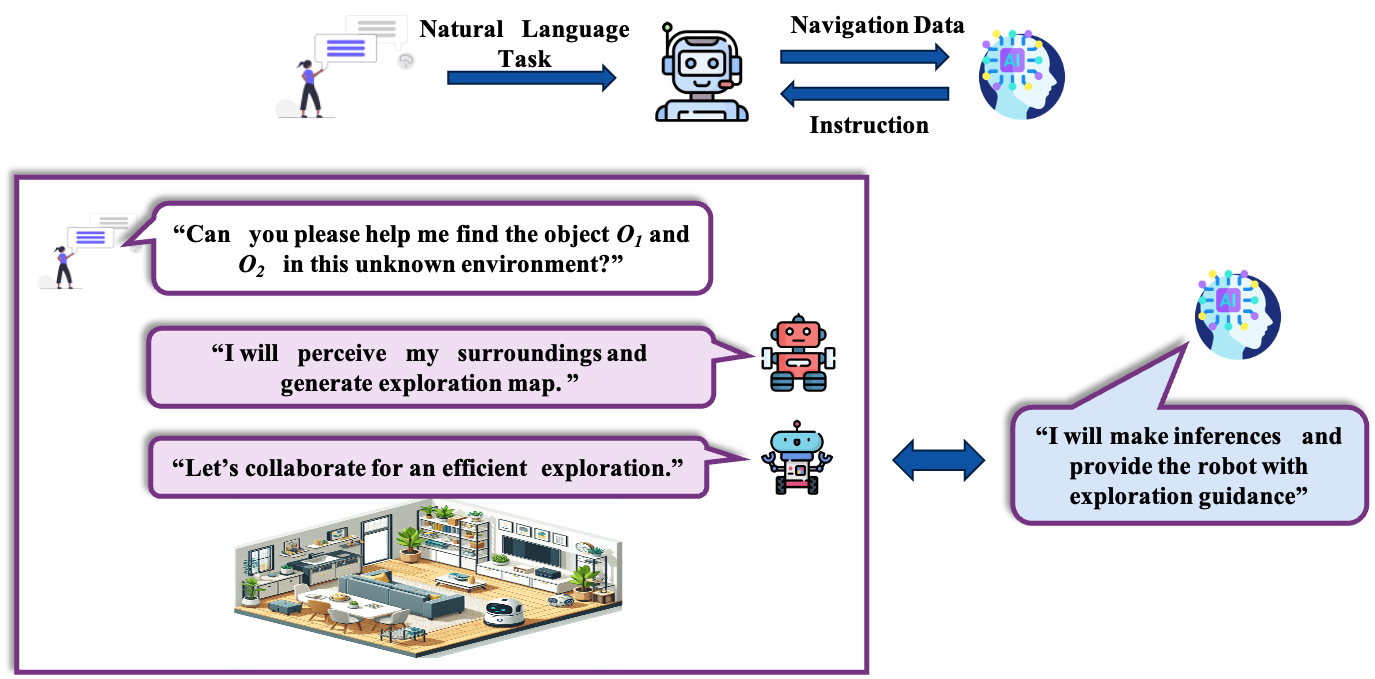 Natural Language
Task
Navigation Data
AI
Instruction
“Can you please help me find the object O1 and
O2 in this unknown environment?”
“I will perceive my surroundings and
generate exploration map. ”
“Let’s collaborate for an efficient exploration.”
AI
“I will make inferences and
provide the robot with
exploration guidance”